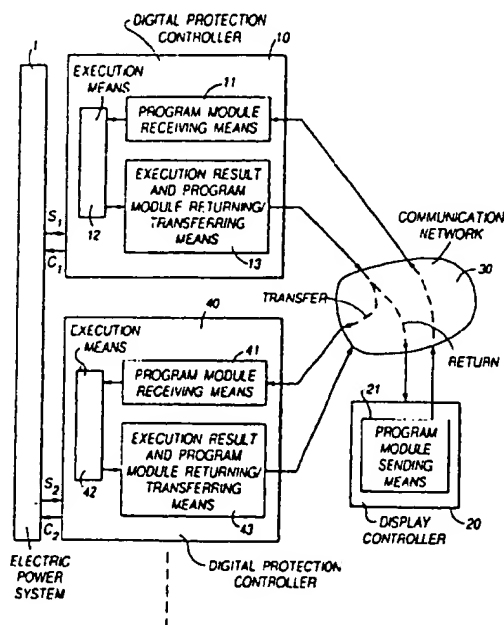 DIGITAL PROTECTION
CONTROLLER
1
10
EXECUTION
MEANS
11
PROGRAM MODULE
RECEIVING MEANS
EXECUTION RESULT
AND PROGRAM
MODULE RETURNING/
TRANSFERRING
MEANS
12
13
S1
C1
COMMUNICATION
NETWORK
30
TRANSFER
RETURN
40
EXECUTION
MEANS
41
PROGRAM MODULE
RECEIVING MEANS
EXECUTION RESULT
AND PROGRAM
MODULE RETURNING/
TRANSFERRING
MEANS
42
43
S2
C2
21
PROGRAM
MODULE
SENDING
MEANS
DISPLAY
CONTROLLER
20
ELECTRIC
POWER
SYSTEM
DIGITAL PROTECTION
CONTROLLER